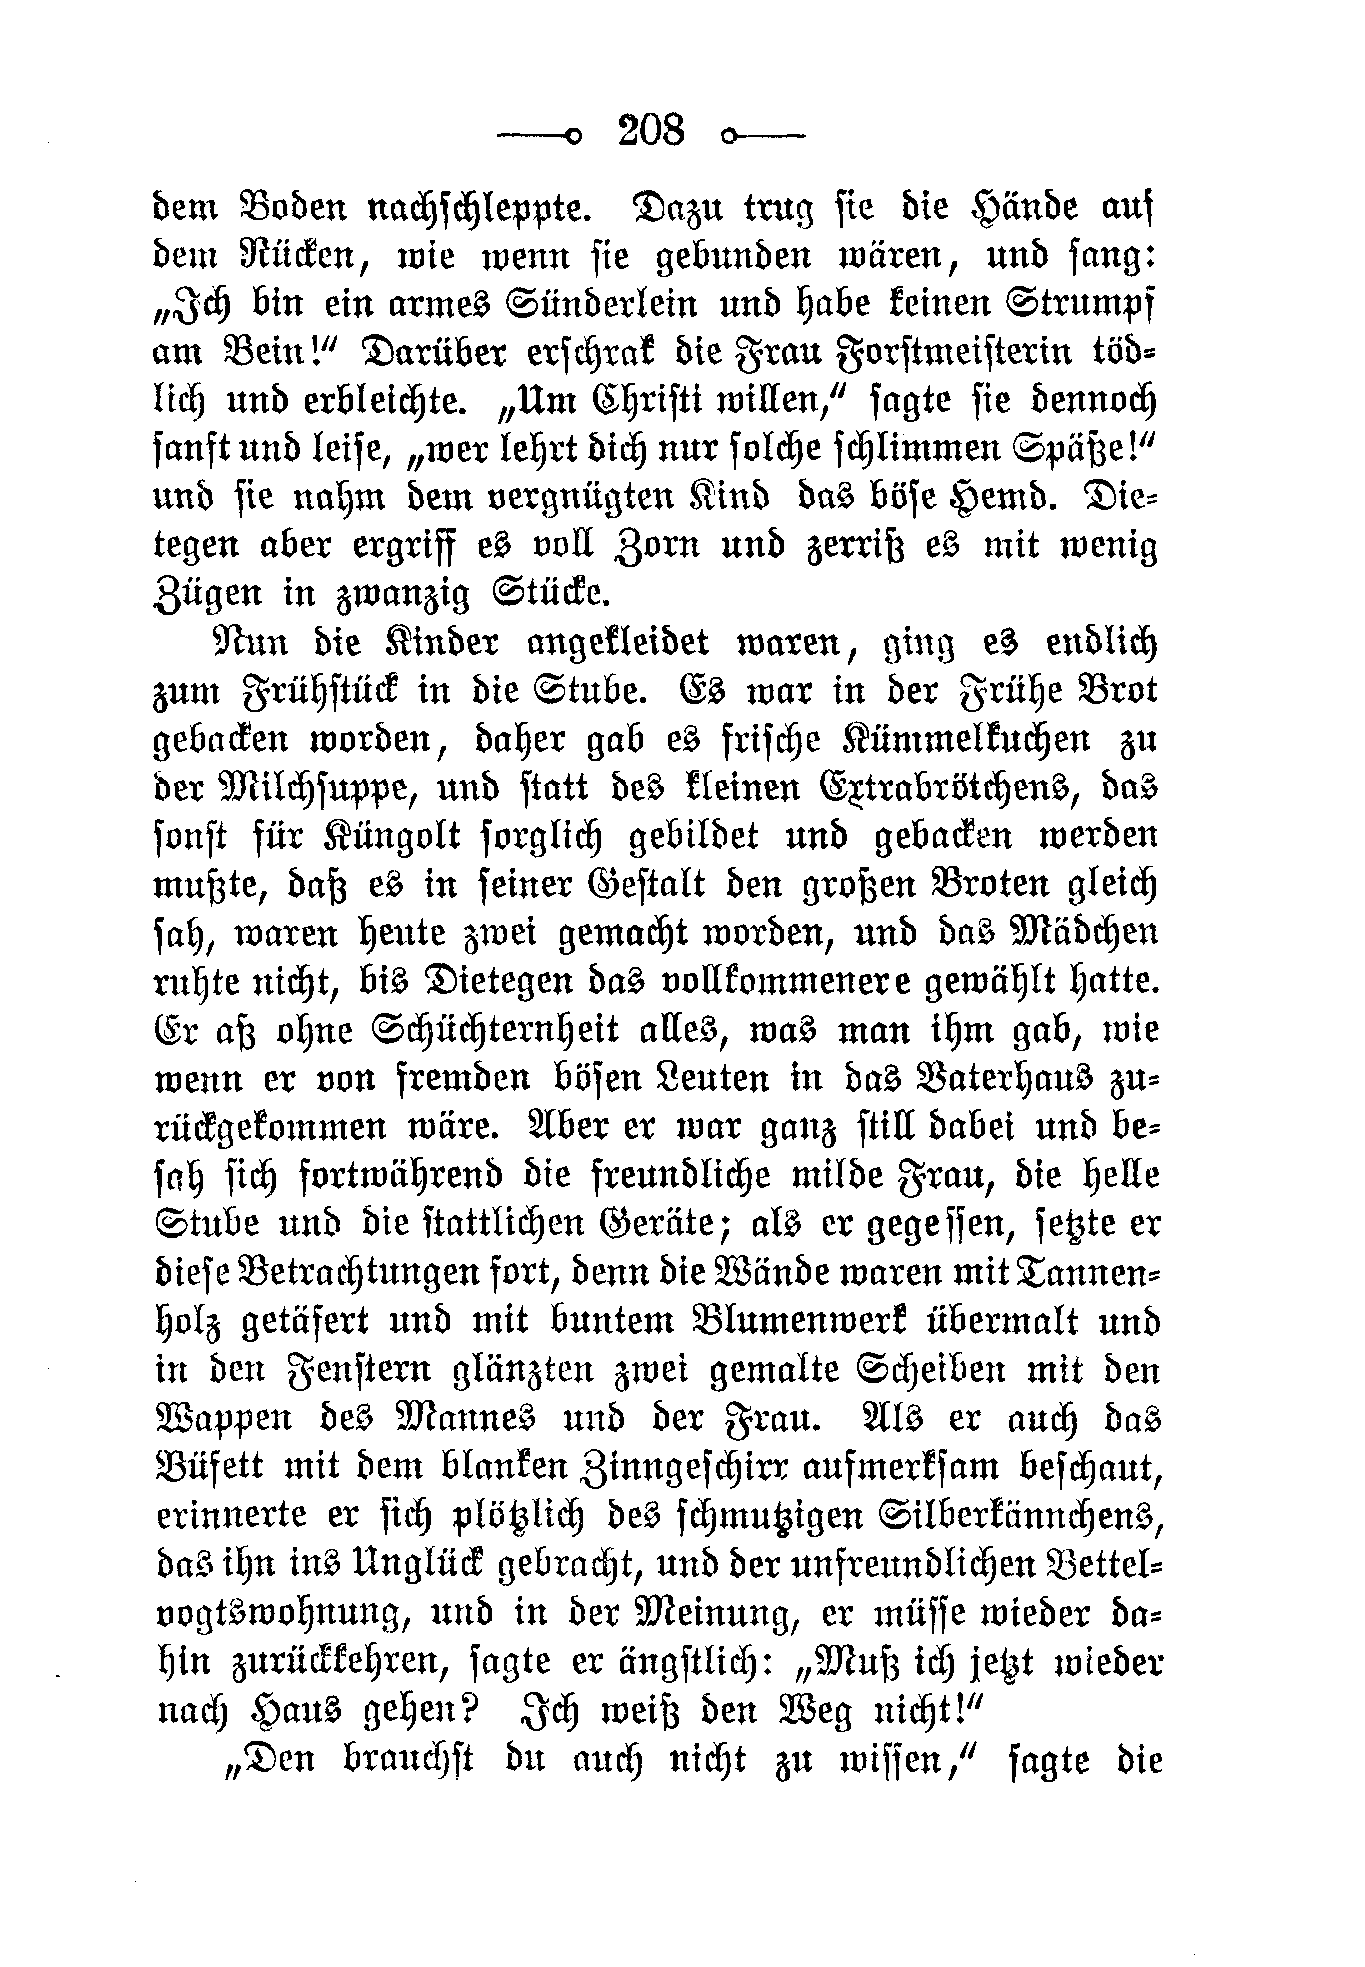 208
dem Boden nachschleppte. Dazu trug sie die Hände auf
dem Rücken, wie wenn sie gebunden wären, und sang:
„Ich bin ein armes Sünderlein und habe keinen Strumpf
am Bein!“ Darüber erschrak die Frau Forstmeisterin töd-
lich und erbleichte. „Um Christi willen,“ sagte sie dennoch
sanft und leise, „wer lehrt dich nur solche schlimmen Späße!“
und sie nahm dem vergnügten Kind das böse Hemd. Die-
tegen aber ergriff es voll Zorn und zerriß es mit wenig
Zügen in zwanzig Stücke.
Nun die Kinder angekleidet waren, ging es endlich
zum Frühstück in die Stube. Es war in der Frühe Brot
gebacken worden, daher gab es frische Kümmelkuchen zu
der Milchsuppe, und statt des kleinen Extrabrötchens, das
sonst für Küngolt sorglich gebildet und gebacken werden
mußte, daß es in seiner Gestalt den großen Broten gleich
sah, waren heute zwei gemacht worden, und das Mädchen
ruhte nicht, bis Dietegen das vollkommenere gewählt hatte.
Er aß ohne Schüchternheit alles, was man ihm gab, wie
wenn er von fremden bösen Leuten in das Vaterhaus zu-
rückgekommen wäre. Aber er war ganz still dabei und be-
sah sich fortwährend die freundliche milde Frau, die helle
Stube und die stattlichen Geräte; als er gegessen, setzte er
diese Betrachtungen fort, denn die Wände waren mit Tannen-
holz getäfert und mit buntem Blumenwerk übermalt und
in den Fenstern glänzten zwei gemalte Scheiben mit den
Wappen des Mannes und der Frau. Als er auch das
Büfett mit dem blanken Zinngeschirr aufmerksam beschaut,
erinnerte er sich plötzlich des schmutzigen Silberkännchens,
das ihn ins Unglück gebracht, und der unfreundlichen Bettel-
vogtswohnung, und in der Meinung, er müsse wieder da-
hin zurückkehren, sagte er ängstlich: „Muß ich jetzt wieder
nach Haus gehen? Ich weiß den Weg nicht!“
„Den brauchst du auch nicht zu wissen,“ sagte die